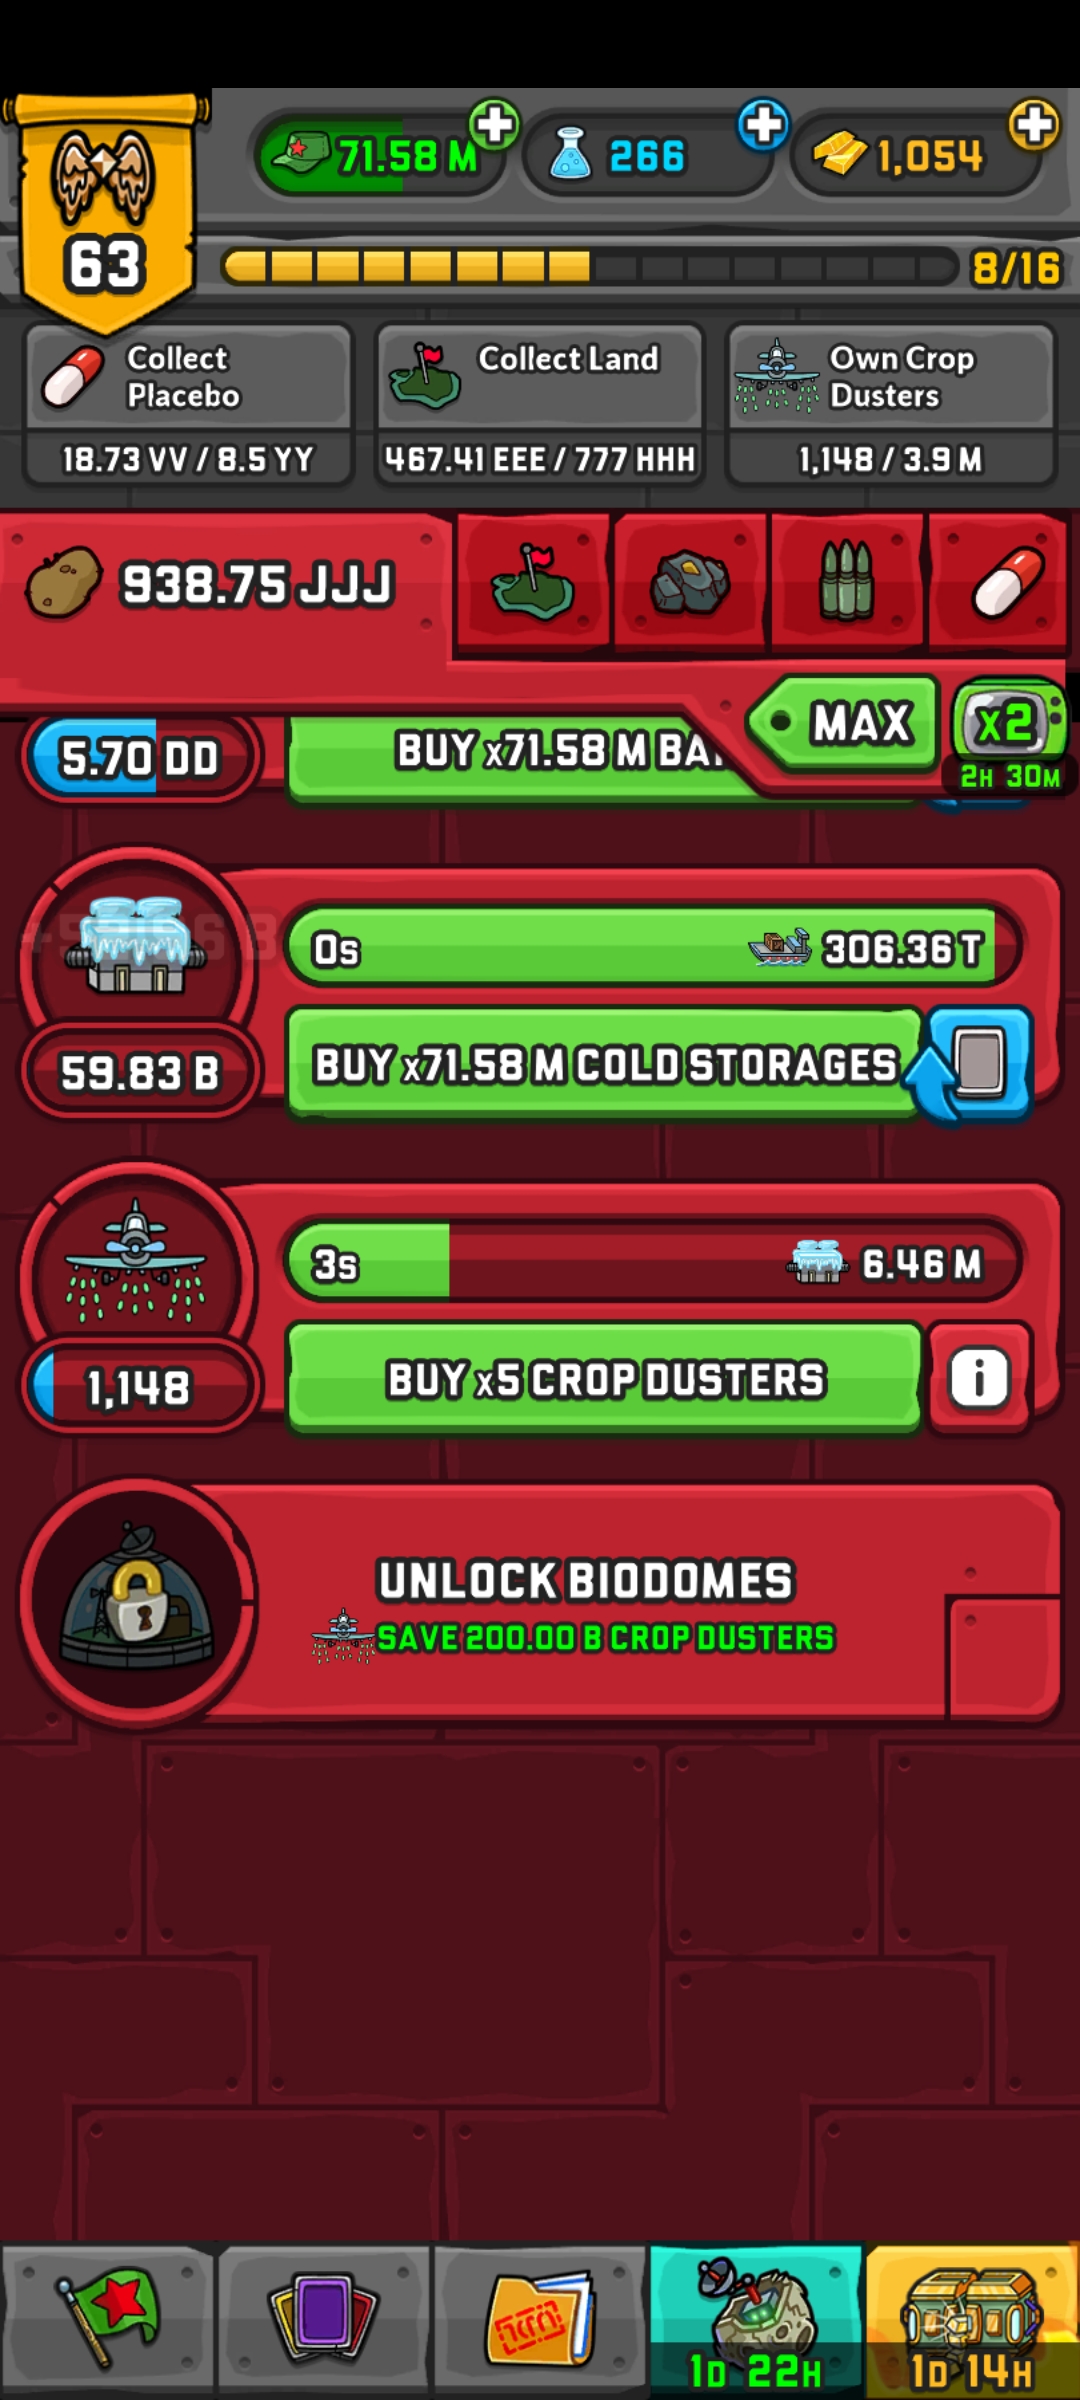 71.58 M
266
1,054
63
8/16
Collect
Placebo
18.73 VV / 8.5 YY
Collect Land
467.41 EEE / 777 HHH
Own Crop
Dusters
1,148 / 3.9 M
938.75 JJJ
MAX
x2
2H 30M
5.70 DD
BUY x71.58 M
0s
306.36 T
59.83 B
BUY x71.58 M COLD STORAGES
3s
6.46 M
1,148
BUY x5 CROP DUSTERS
i
UNLOCK BIODOMES
SAVE 200.00 B CROP DUSTERS
1D 22H
1D 14H